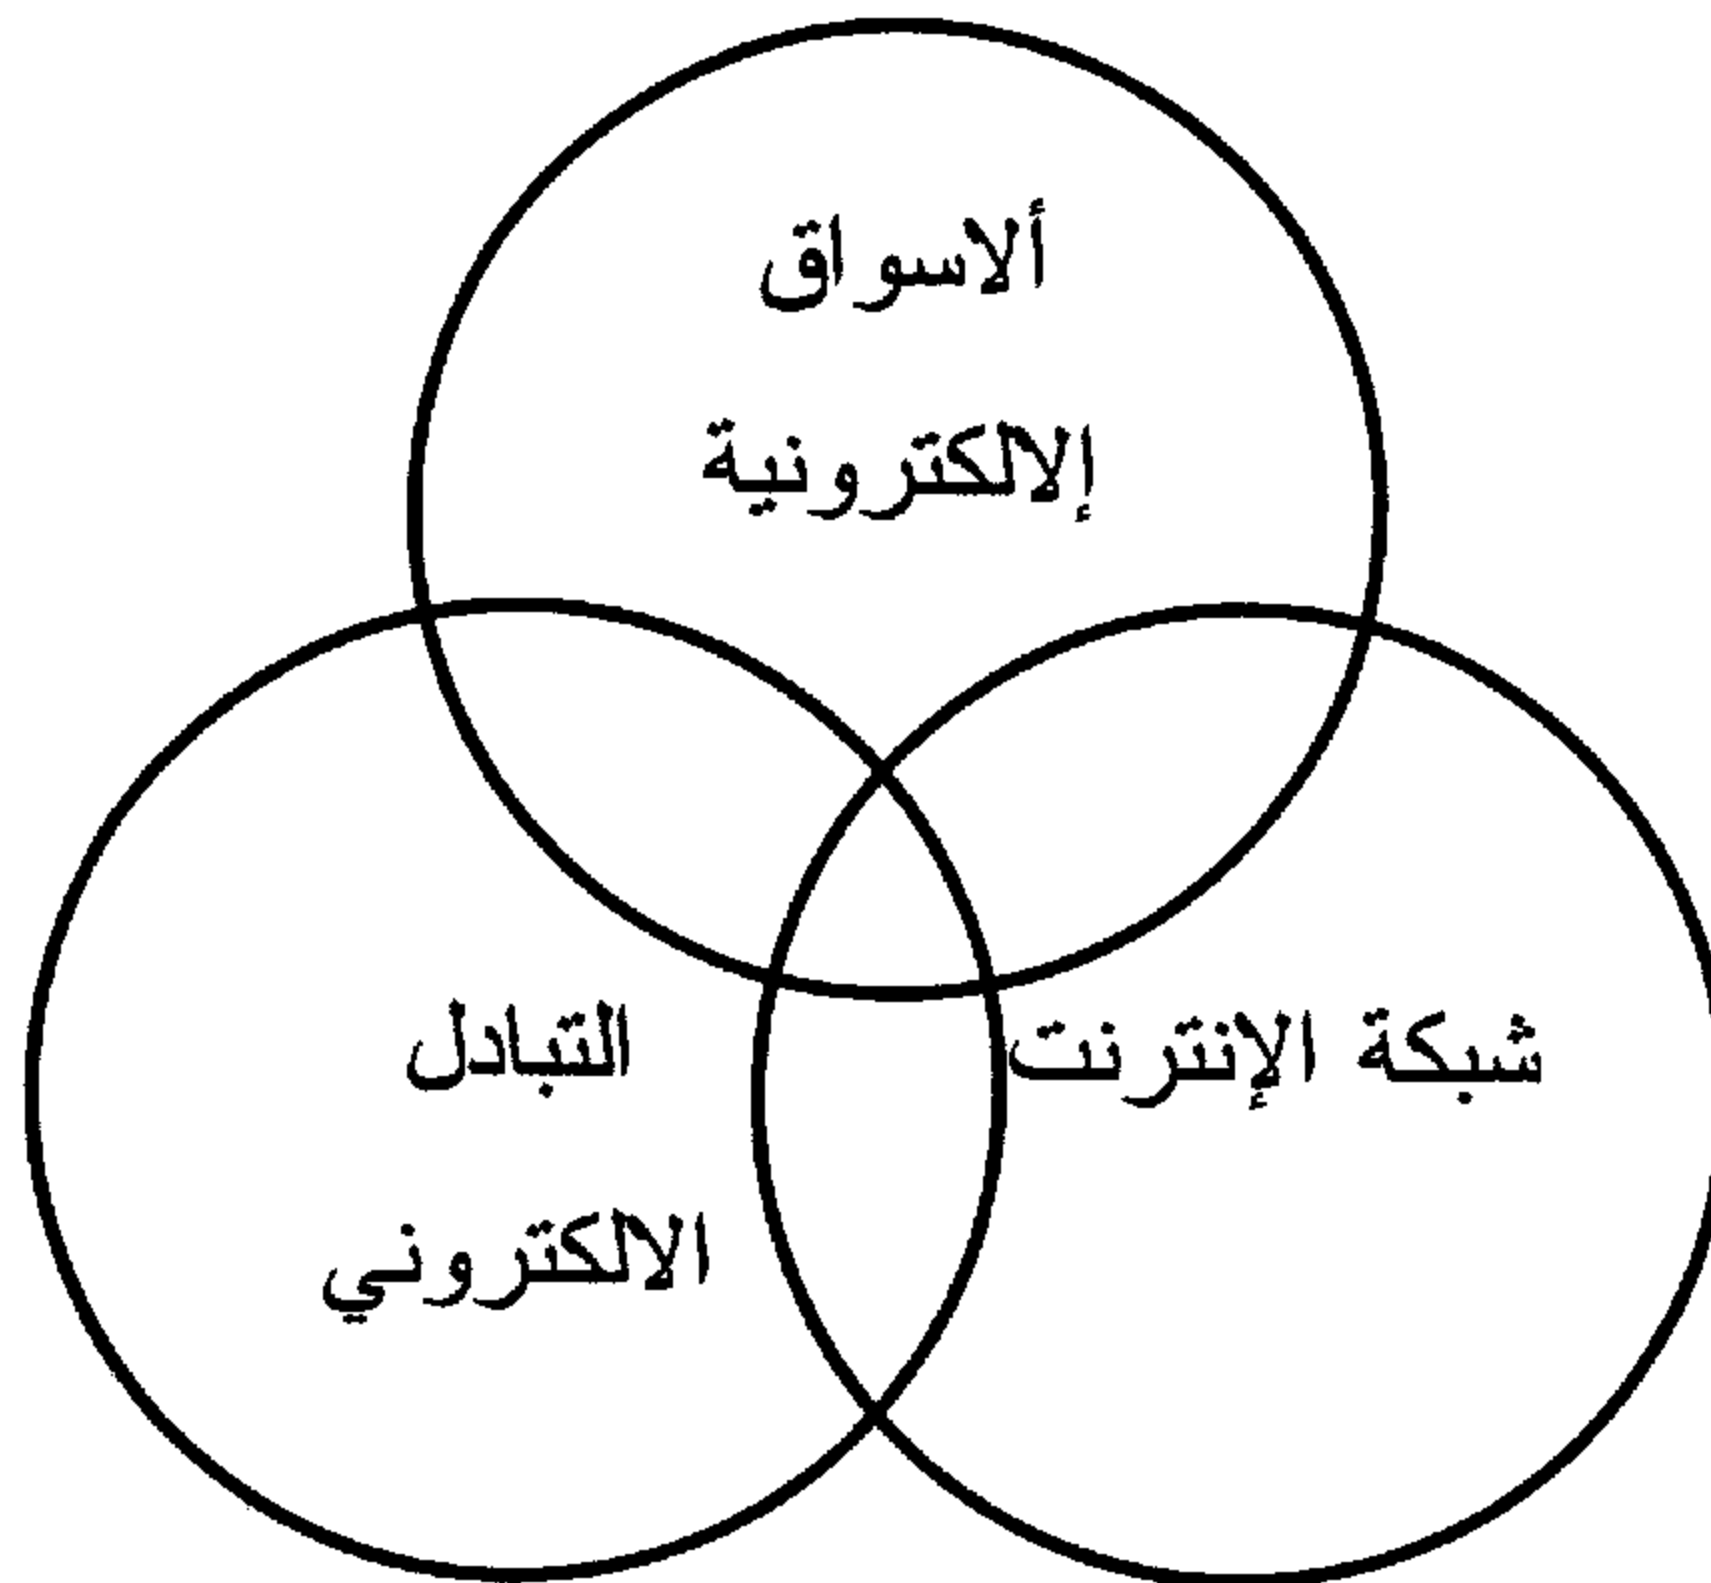 ألاسواق
إلالكترونية
شبكة الإنترنت
التبادل
الالكتروني